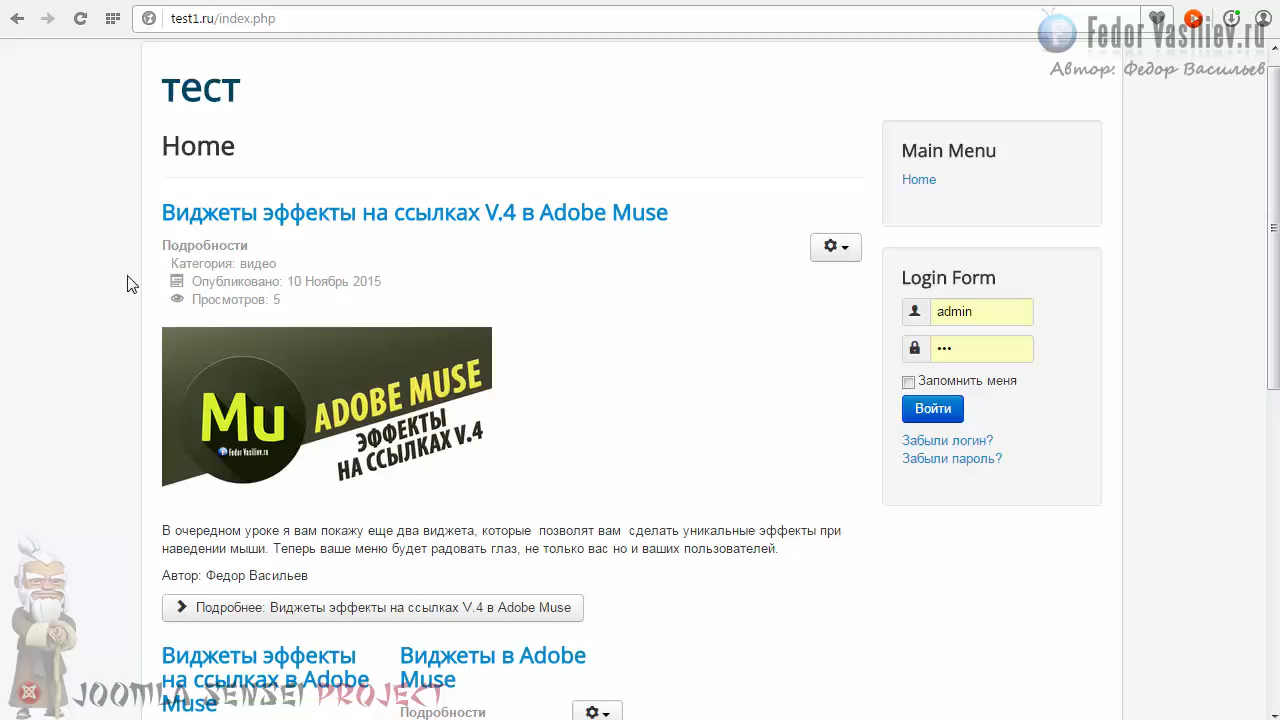 test1.ru/index.php
Fedor Vasiliev.ru
Автор: Федор Васильев
тест
Home
Main Menu
Home
Виджеты эффекты на ссылках V.4 в Adobe Muse
Подробности
Категория: видео
Опубликовано: 10 Ноябрь 2015
Просмотров: 5
Login Form
admin
•••
Запомнить меня
Войти
Забыли логин?
Забыли пароль?
Mu
Fedor Vasiliev.ru
ADOBE MUSE
ЭФФЕКТЫ
НА ССЫЛКАХ V.4
В очередном уроке я вам покажу еще два виджета, которые позволят вам сделать уникальные эффекты при
наведении мыши. Теперь ваше меню будет радовать глаз, не только вас но и ваших пользователей.
Автор: Федор Васильев
Подробнее: Виджеты эффекты на ссылках V.4 в Adobe Muse
Виджеты эффекты
на ссылках в Adobe
Muse
Виджеты в Adobe
Muse
Подробности
JOOMLA SENSEI PROJECT